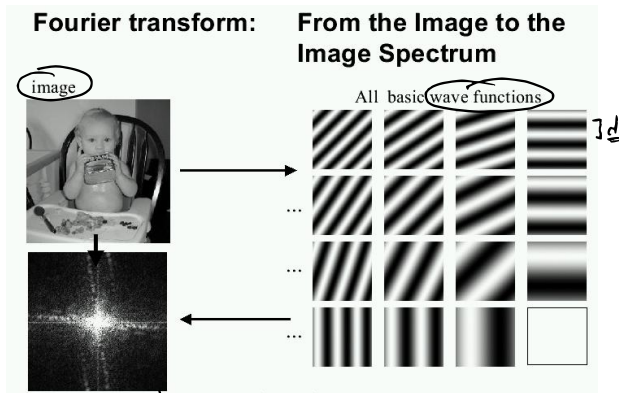 Fourier transform:
From the Image to the
Image Spectrum
image
All basic wave functions
...
...
...
d